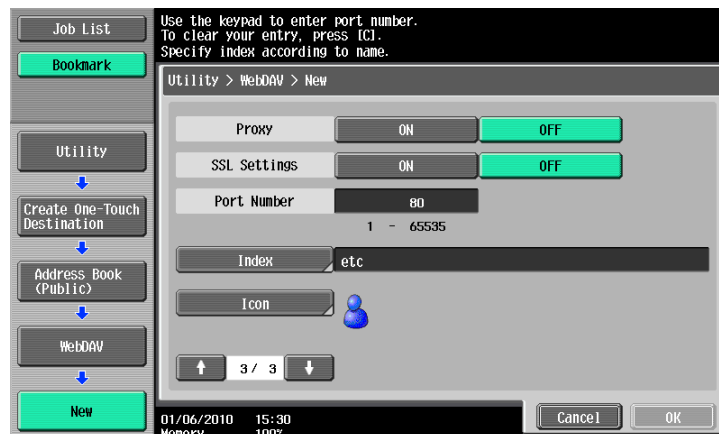 Job List
Bookmark
Utility
Create One-Touch
Destination
Address Book
(Public)
WebDAV
New
Use the keypad to enter port number.
To clear your entry, press [C].
Specify index according to name.
Utility > WebDAV > New
Proxy ON OFF
SSL Settings ON OFF
Port Number 80
1 - 65535
Index etc
Icon
3/ 3
Cancel OK
01/06/2010 15:30
Memory 100%